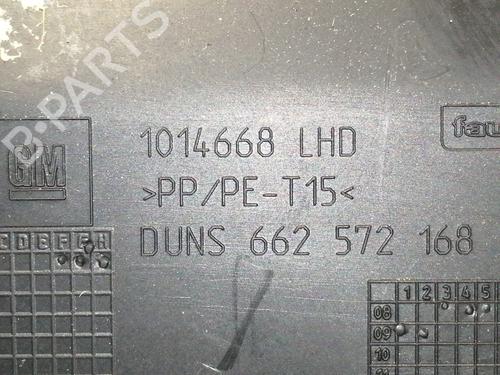 B-PARTS
GM
1014668 LHD
>PP/PE-T15<
DUNS 662 572 168
1 2 3 4 5
08
09
10